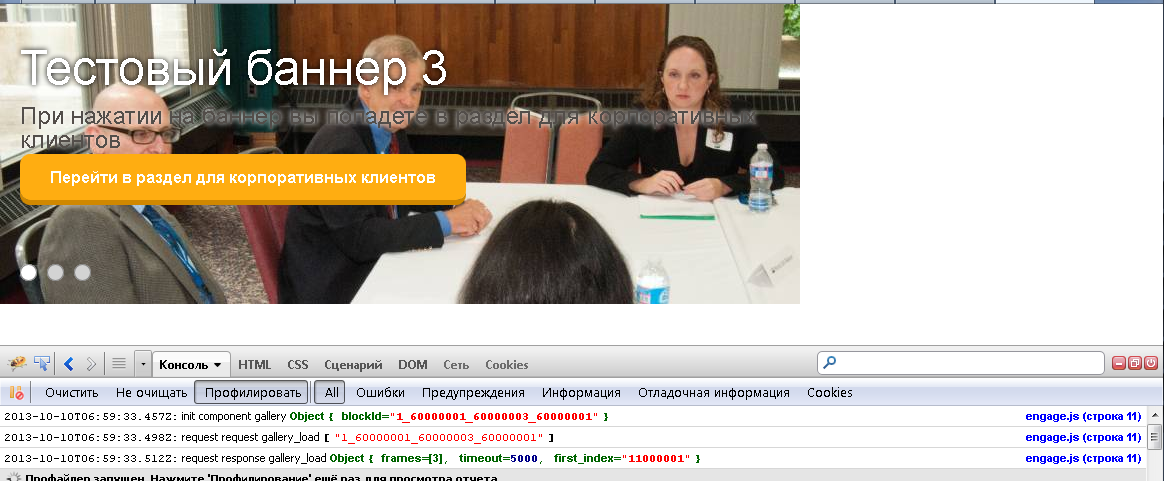 Тестовый баннер 3
При нажатии на баннер вы попадете в раздел для корпоративных
клиентов
Перейти в раздел для корпоративных клиентов
Консоль HTML CSS Сценарий DOM Сеть Cookies
Очистить Не очищать Профилировать All Ошибки Предупреждения Информация Отладочная информация Cookies
2013-10-10T06:59:33.457Z: init component gallery Object { blockId="1_60000001_60000003_60000001" } engage.js (строка 11)
2013-10-10T06:59:33.498Z: request request gallery_load [ "1_60000001_60000003_60000001" ] engage.js (строка 11)
2013-10-10T06:59:33.512Z: request response gallery_load Object { frames=[3], timeout=5000, first_index="11000001" } engage.js (строка 11)
Профайлер запущен. Нажмите 'Профилирование' ещё раз для просмотра отчета.